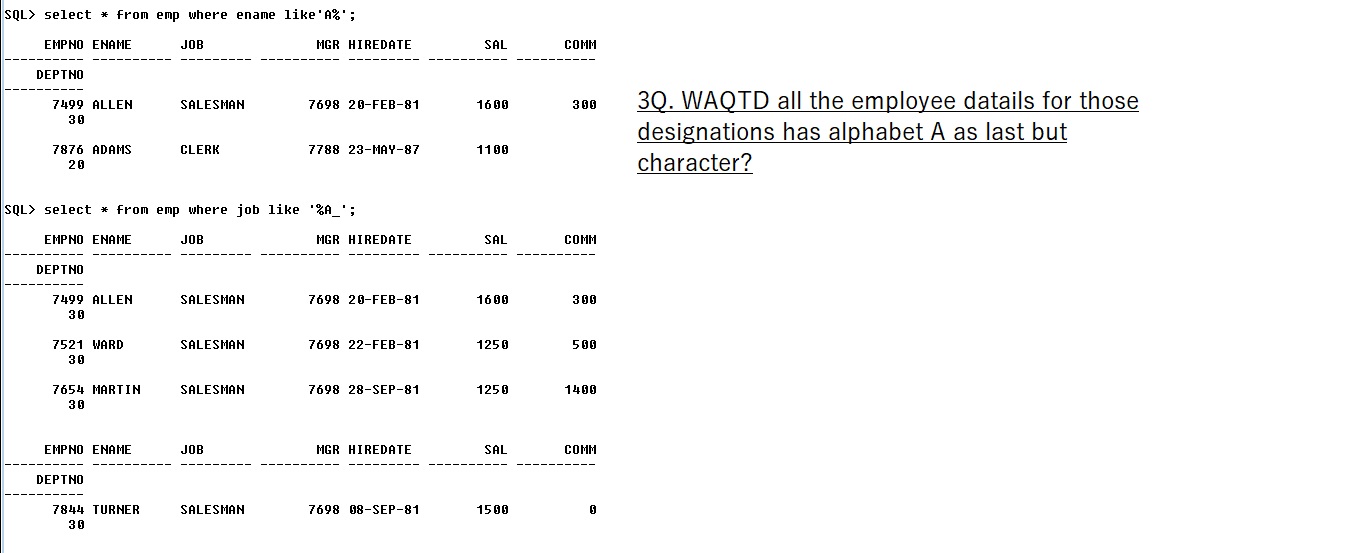 SQL> select * from emp where ename like'A%';
EMPNO ENAME JOB MGR HIREDATE SAL COMM
---------- ---------- --------- ---------- --------- ---------- ----------
DEPTNO
----------
7499 ALLEN SALESMAN 7698 20-FEB-81 1600 300
30
7876 ADAMS CLERK 7788 23-MAY-87 1100
20
SQL> select * from emp where job like '%A_';
EMPNO ENAME JOB MGR HIREDATE SAL COMM
---------- ---------- --------- ---------- --------- ---------- ----------
DEPTNO
----------
7499 ALLEN SALESMAN 7698 20-FEB-81 1600 300
30
7521 WARD SALESMAN 7698 22-FEB-81 1250 500
30
7654 MARTIN SALESMAN 7698 28-SEP-81 1250 1400
30
EMPNO ENAME JOB MGR HIREDATE SAL COMM
---------- ---------- --------- ---------- --------- ---------- ----------
DEPTNO
----------
7844 TURNER SALESMAN 7698 08-SEP-81 1500 0
30
3Q. WAQTD all the employee datails for those
designations has alphabet A as last but
character?